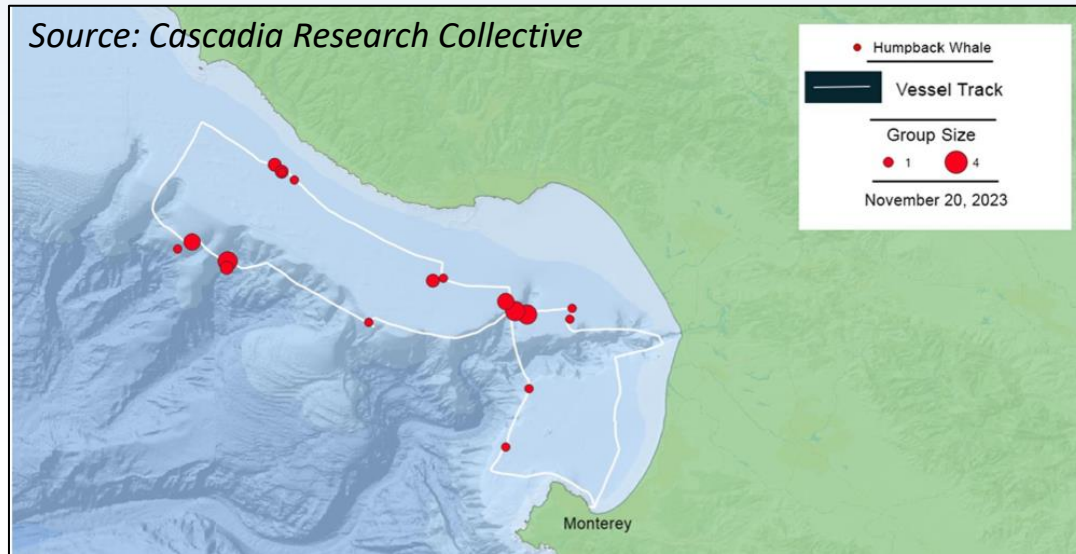 Source: Cascadia Research Collective
Humpback Whale
Vessel Track
Group Size
1 4
November 20, 2023
Monterey